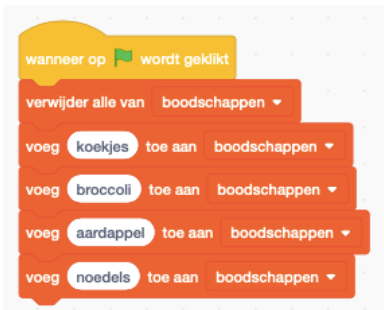 wanneer op wordt geklikt
verwijder alle van boodschappen
voeg koekjes toe aan boodschappen
voeg broccoli toe aan boodschappen
voeg aardappel toe aan boodschappen
voeg noedels toe aan boodschappen